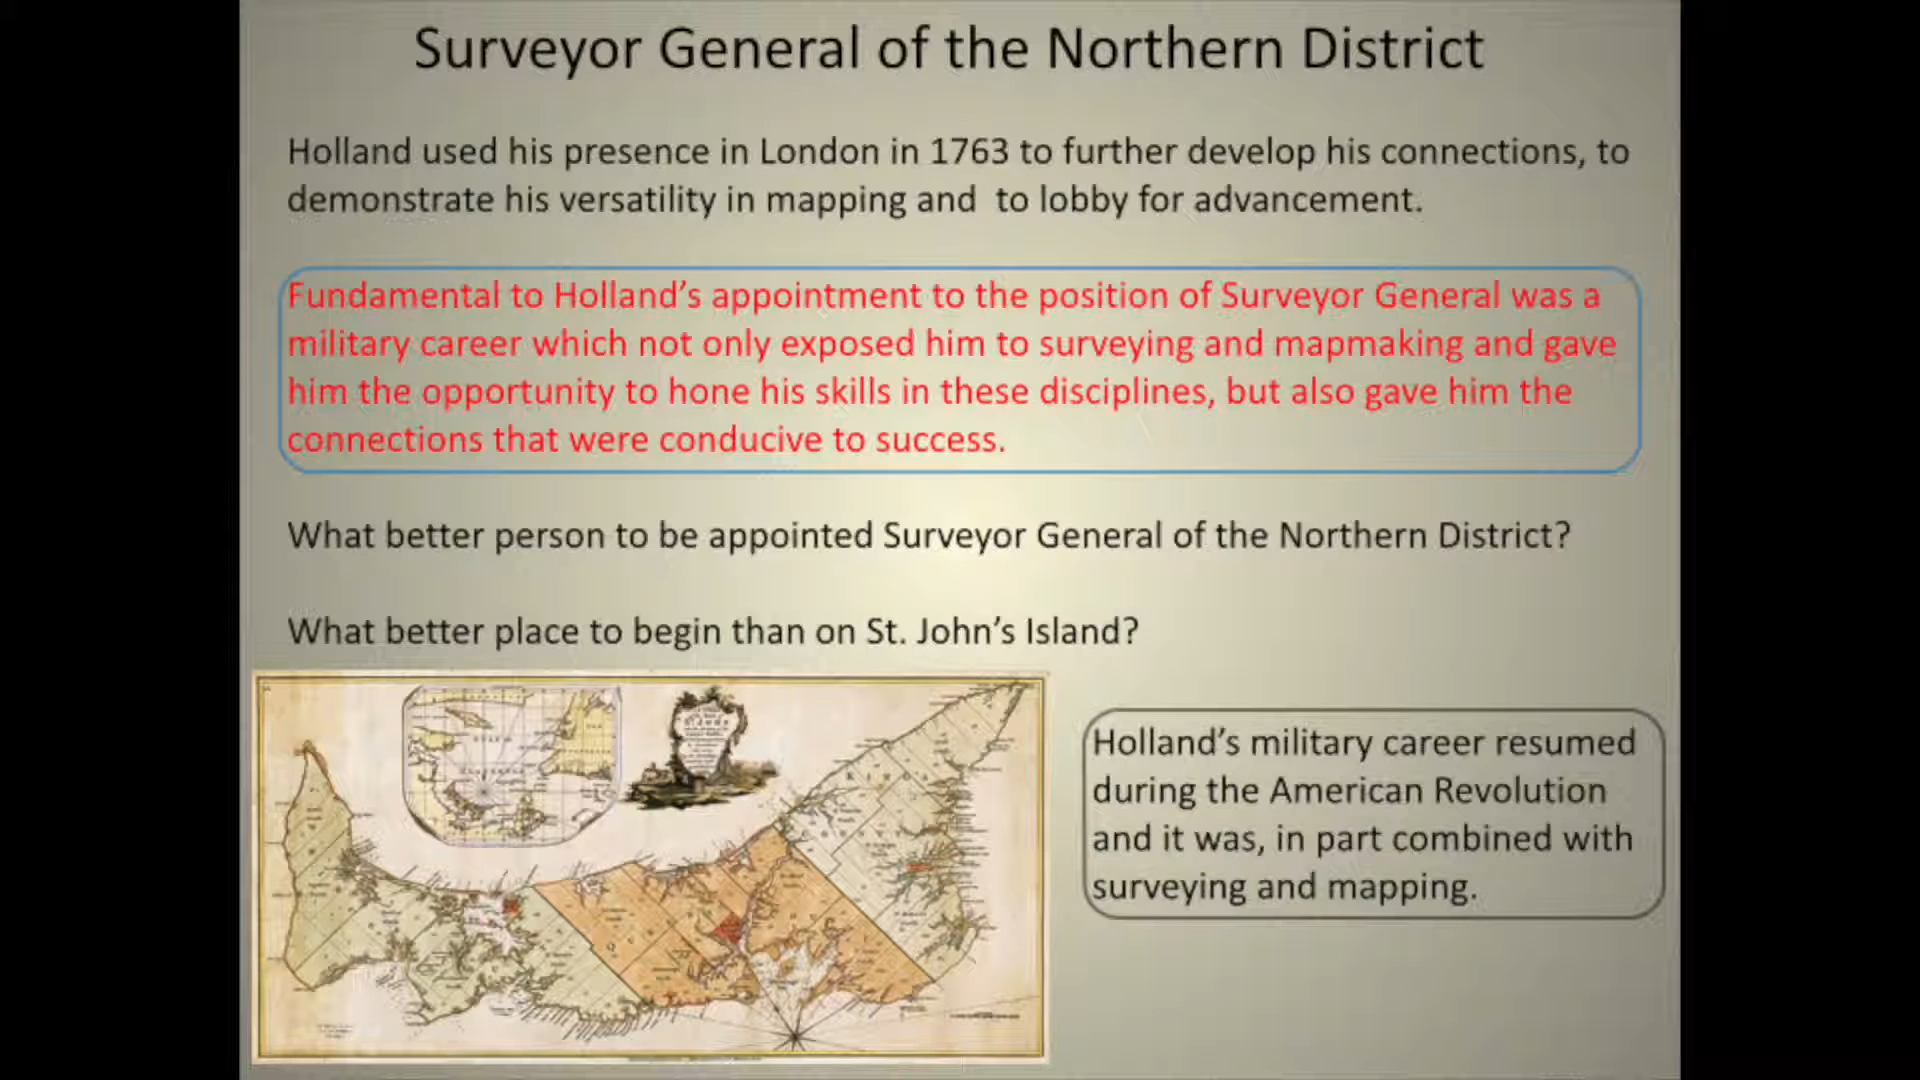 Surveyor General of the Northern District
Holland used his presence in London in 1763 to further develop his connections, to
demonstrate his versatility in mapping and  to lobby for advancement.
Fundamental to Holland's appointment to the position of Surveyor General was a
military career which not only exposed him to surveying and mapmaking and gave
him the opportunity to hone his skills in these disciplines, but also gave him the
connections that were conducive to success.
What better person to be appointed Surveyor General of the Northern District?
What better place to begin than on St. John's Island?
Holland's military career resumed
during the American Revolution
and it was, in part combined with
surveying and mapping.